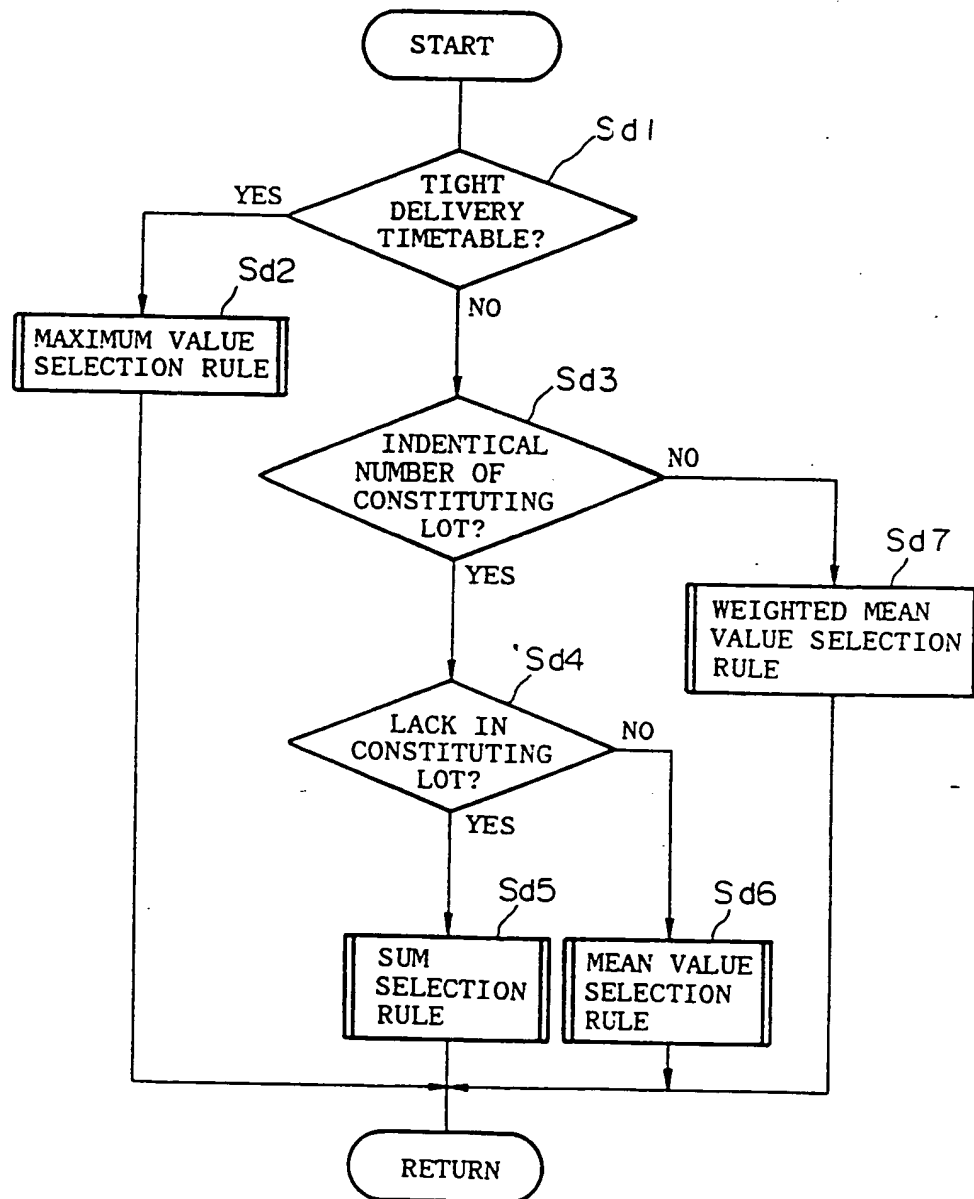 START
Sd1
TIGHT
DELIVERY
TIMETABLE?
YES
NO
Sd2
MAXIMUM VALUE
SELECTION RULE
Sd3
INDENTICAL
NUMBER OF
CONSTITUTING
LOT?
NO
YES
Sd7
WEIGHTED MEAN
VALUE SELECTION
RULE
Sd4
LACK IN
CONSTITUTING
LOT?
NO
YES
Sd5
SUM
SELECTION
RULE
Sd6
MEAN VALUE
SELECTION
RULE
RETURN